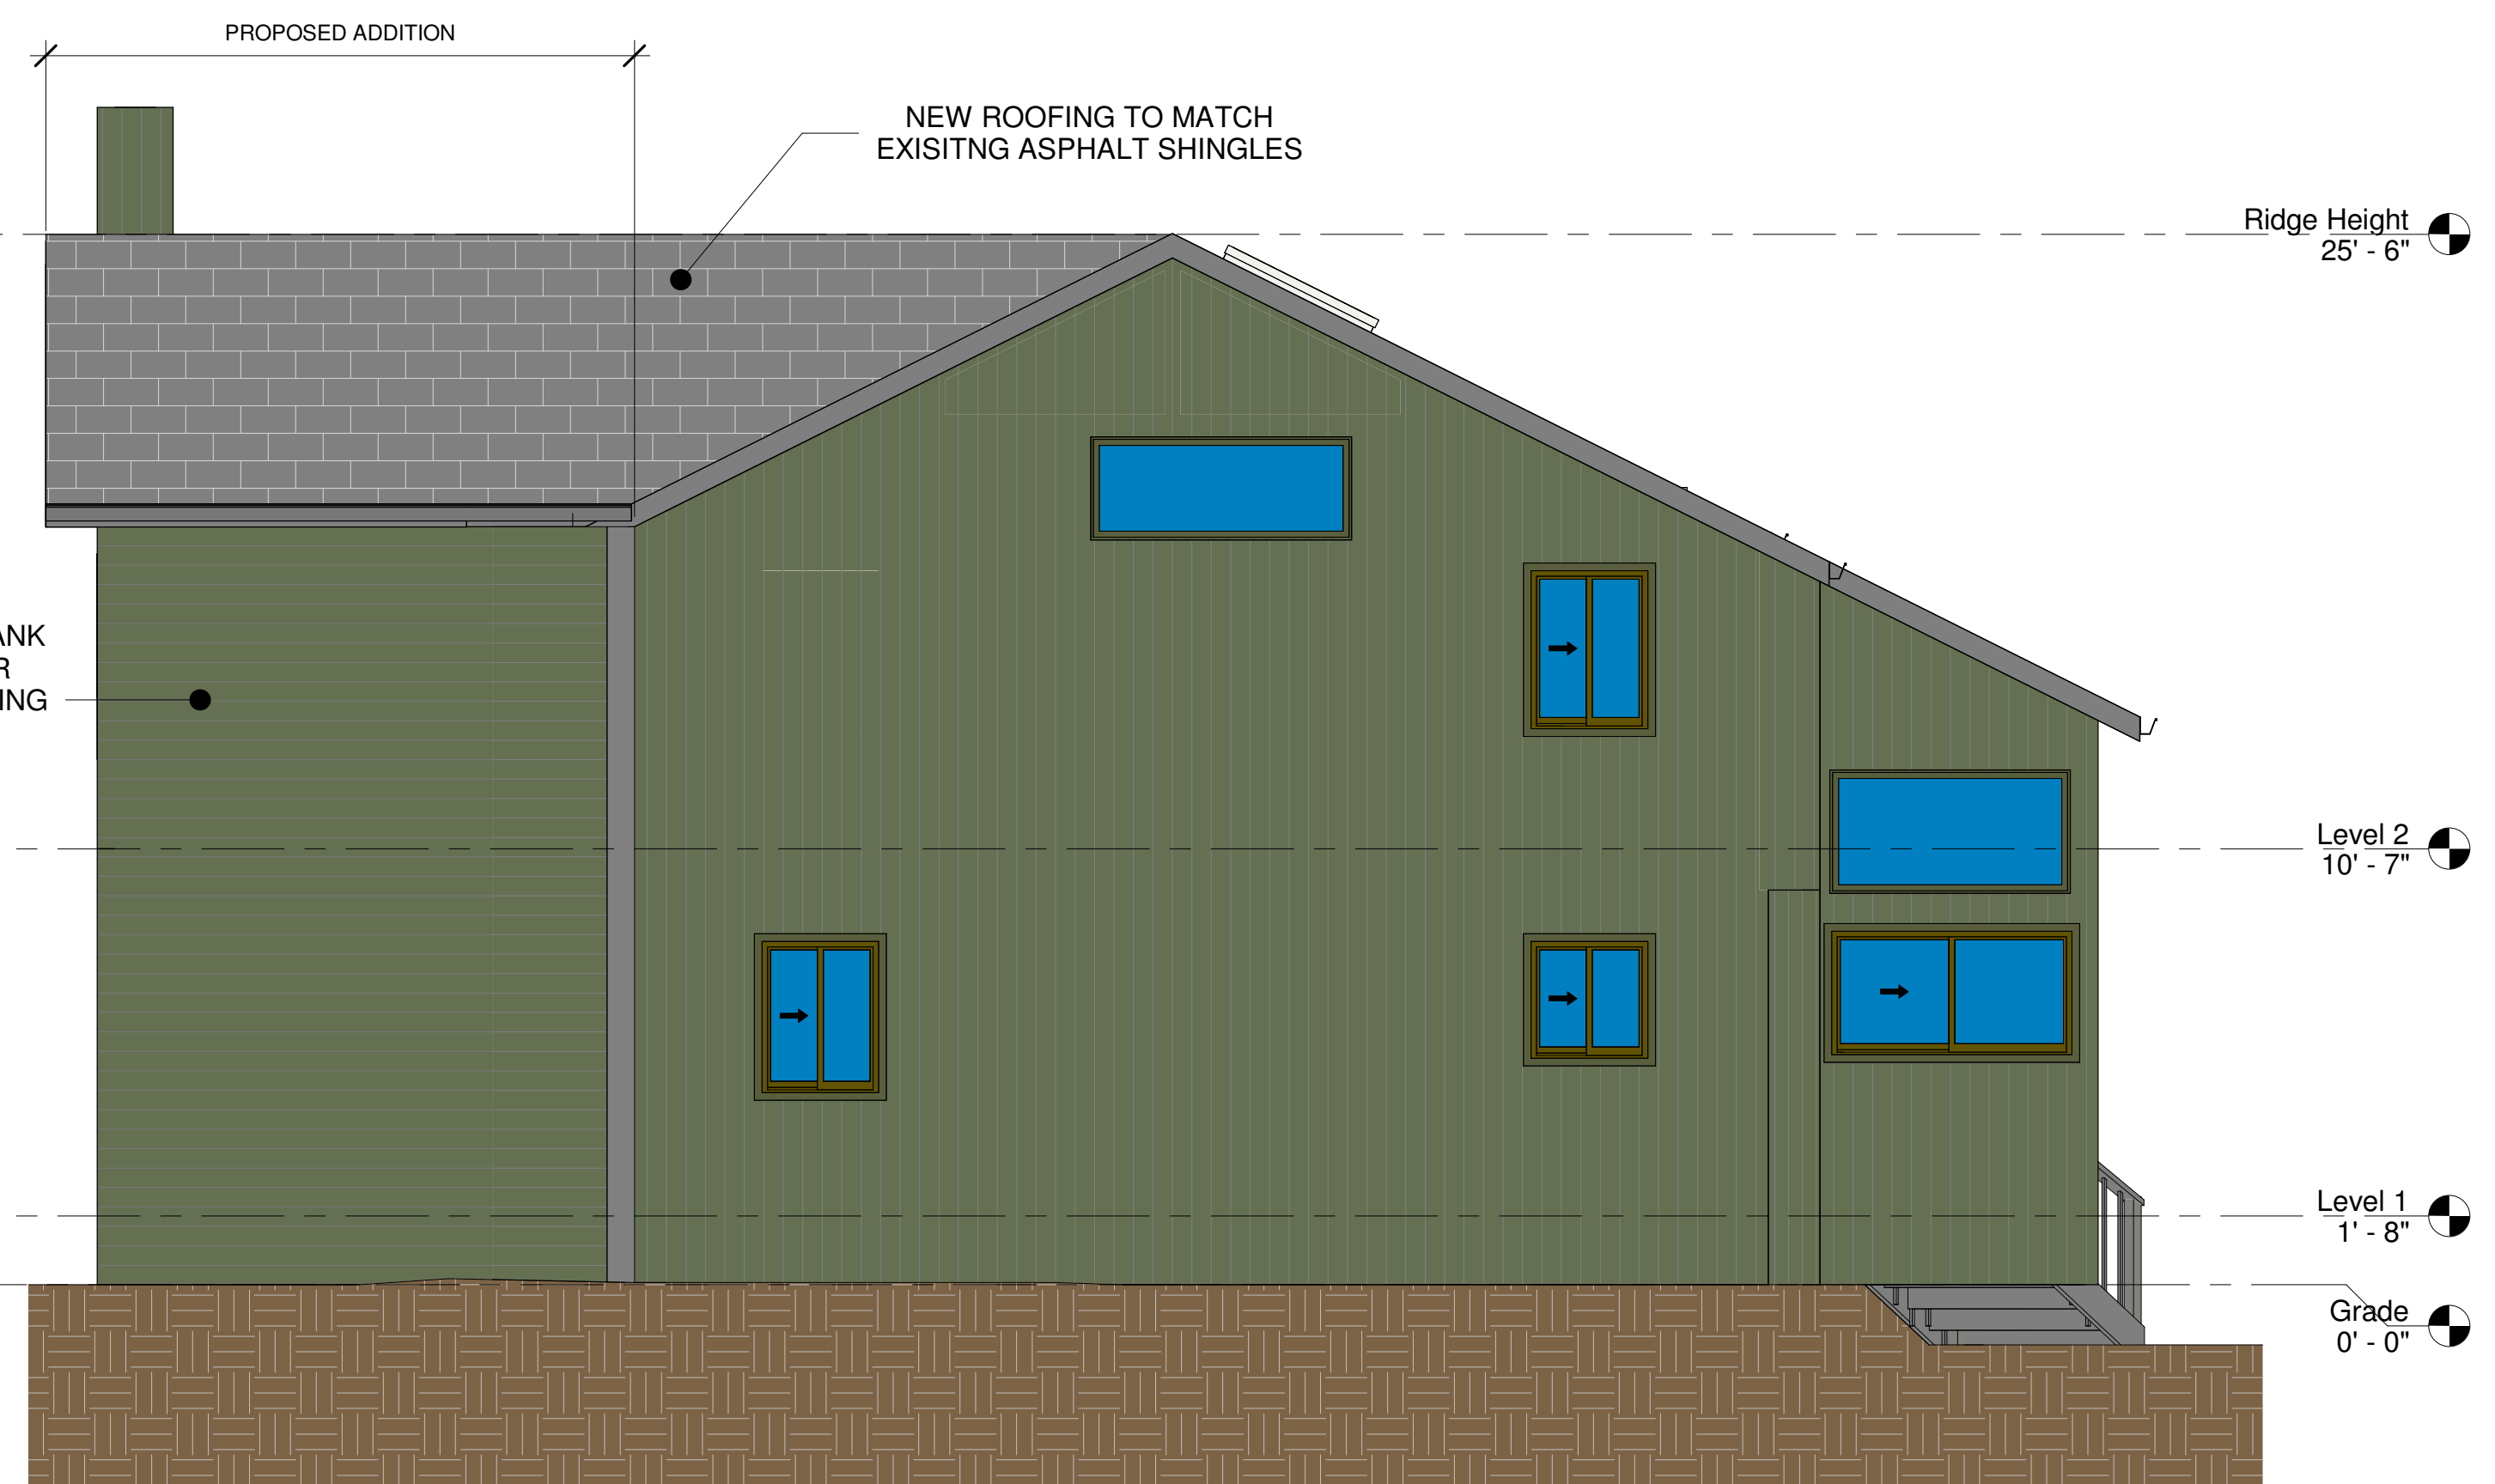 PROPOSED ADDITION
NEW ROOFING TO MATCH
EXISITNG ASPHALT SHINGLES
Ridge Height
25' - 6"
ANK
R
ING
Level 2
10' - 7"
Level 1
1' - 8"
Grade
0' - 0"